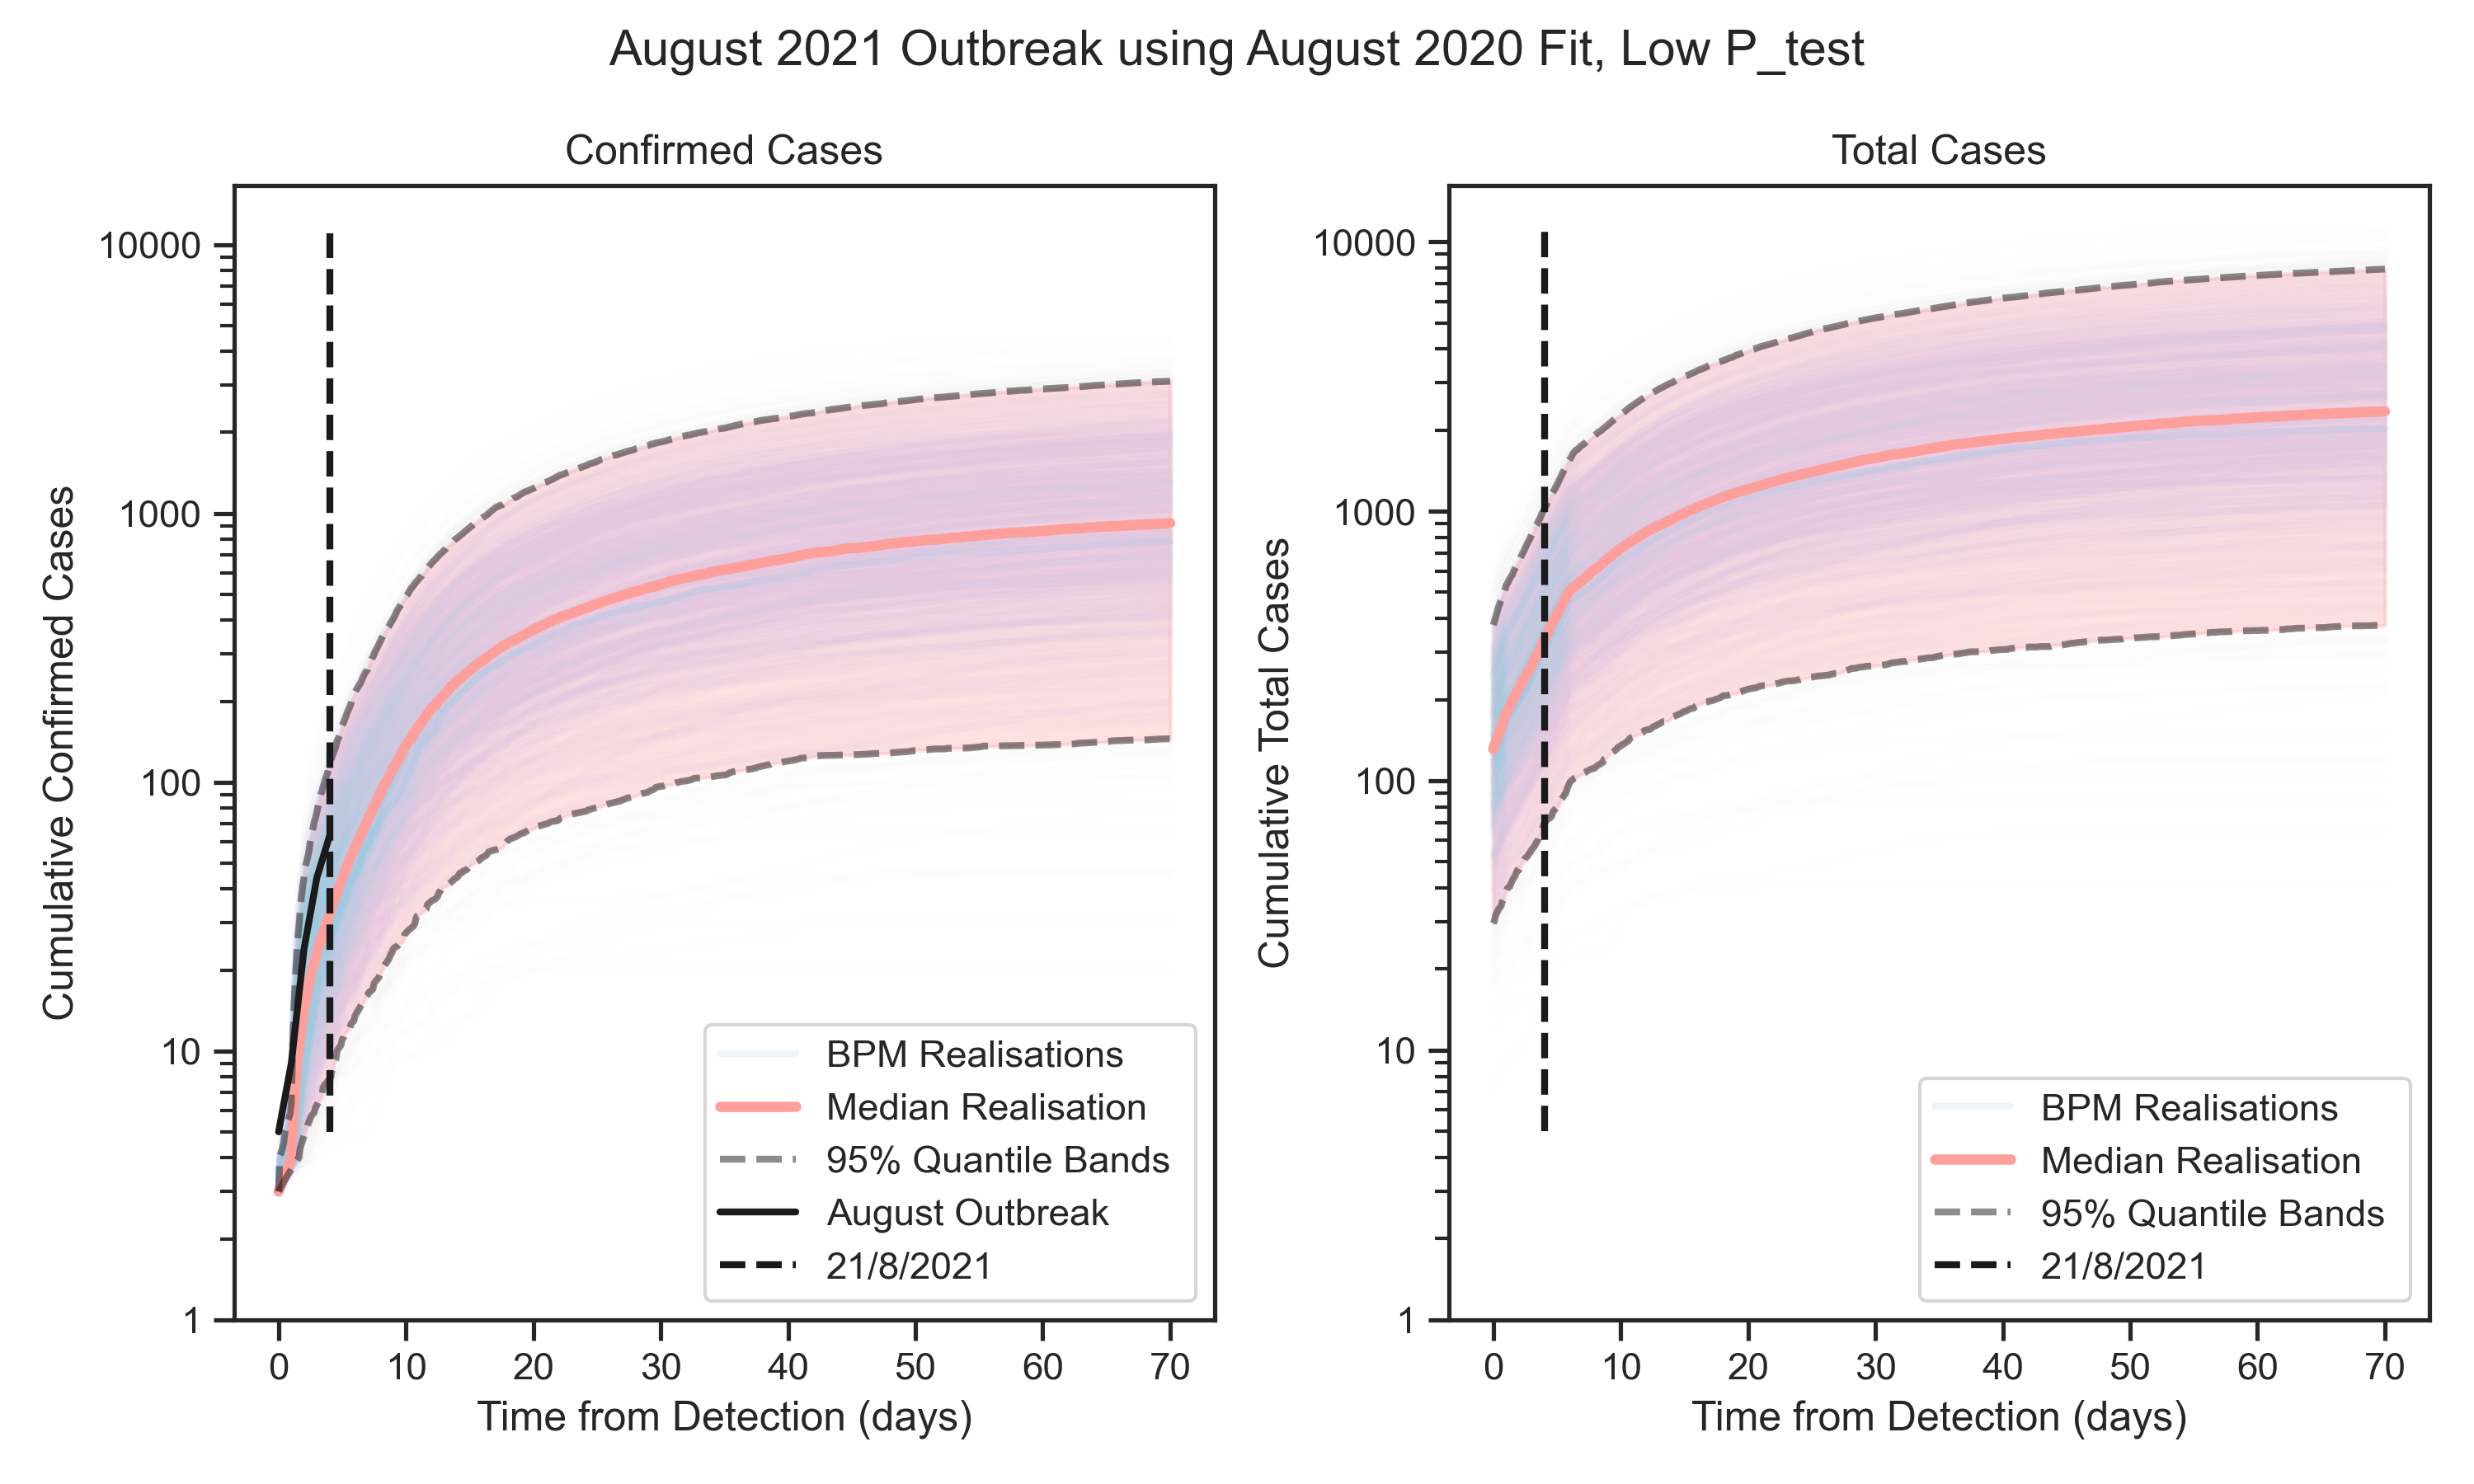 August 2021 Outbreak using August 2020 Fit, Low P_test
Confirmed Cases
Cumulative Confirmed Cases
10000
1000
100
10
1
0 10 20 30 40 50 60 70
Time from Detection (days)
BPM Realisations
Median Realisation
95% Quantile Bands
August Outbreak
21/8/2021
Total Cases
Cumulative Total Cases
10000
1000
100
10
1
0 10 20 30 40 50 60 70
Time from Detection (days)
BPM Realisations
Median Realisation
95% Quantile Bands
21/8/2021